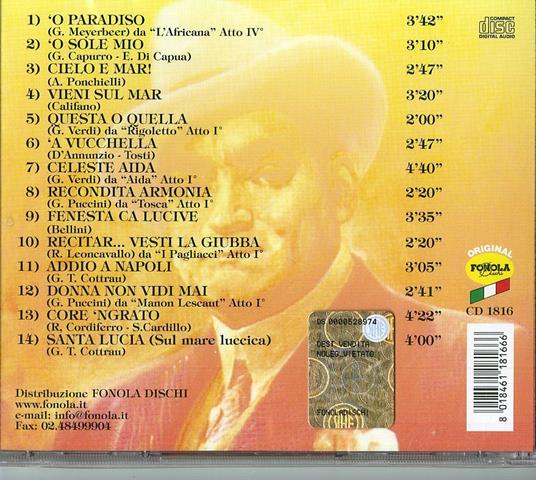 1) 'O PARADISO 3'42"
(G. Meyerbeer) da "L'Africana" Atto IV°
2) 'O SOLE MIO 3'10"
(G. Capurro - E. Di Capua)
3) CIELO E MAR! 2'47"
(A. Ponchielli)
4) VIENI SUL MAR 3'20"
(Califano)
5) QUESTA O QUELLA 2'00"
(G. Verdi) da "Rigoletto" Atto I°
6) 'A VUCCHELLA 2'47"
(D'Annunzio - Tosti)
7) CELESTE AIDA 4'40"
(G. Verdi) da "Aida" Atto I°
8) RECONDITA ARMONIA 2'20"
(G. Puccini) da "Tosca" Atto I°
9) FENESTA CA LUCIVE 3'35"
(Bellini)
10) RECITAR... VESTI LA GIUBBA 2'20"
(R. Leoncavallo) da "I Pagliacci" Atto I°
11) ADDIO A NAPOLI 3'05"
(G. T. Cottrau)
12) DONNA NON VIDI MAI 2'41"
(G. Puccini) da "Manon Lescaut" Atto I°
13) CORE 'NGRATO 4'22"
(R. Cordiferro - S.Cardillo)
14) SANTA LUCIA (Sul mare luccica) 4'00"
(G. T. Cottrau)
COMPACT
disc
DIGITAL AUDIO
ORIGINAL
FONOLA
Dischi
CD 1816
DS 0000528974
DEST.VENDITA
NOLEG.VIETATO
FONOLADISCHI
8 018461 181666
Distribuzione FONOLA DISCHI
www.fonola.it
e-mail: info@fonola.it
Fax: 02.48499904